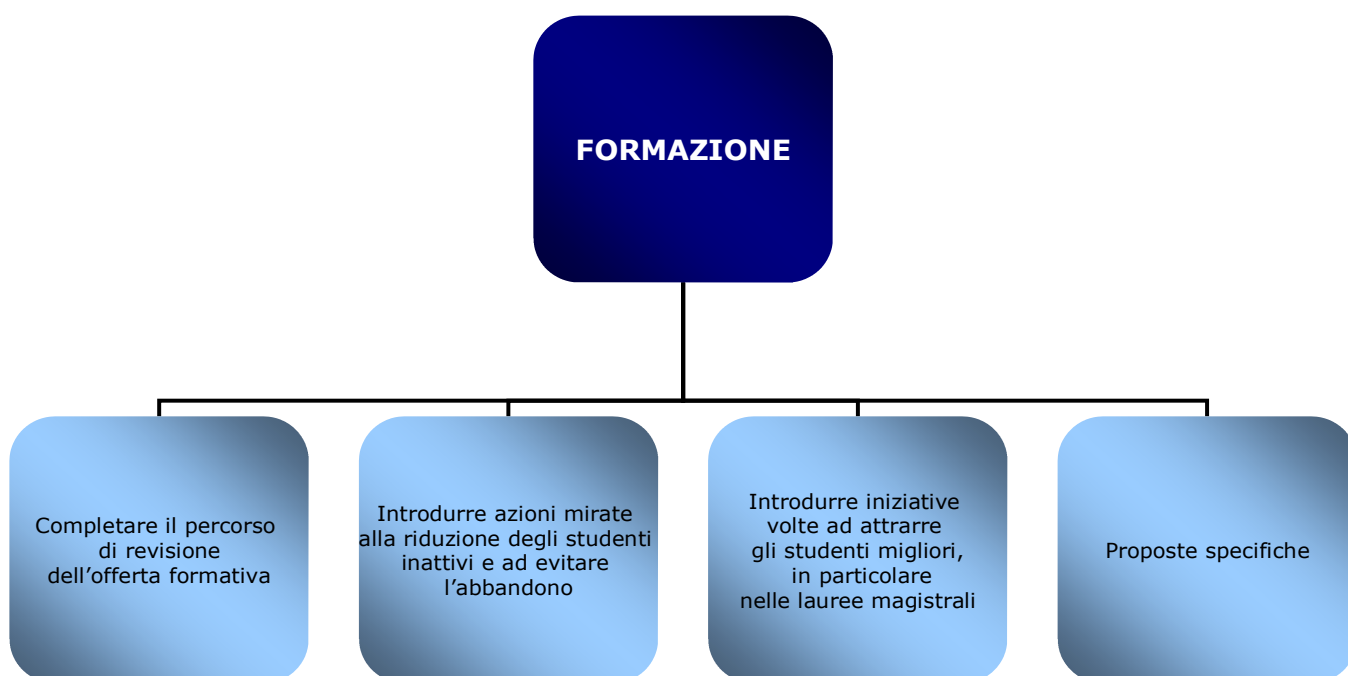 FORMAZIONE
Completare il percorso
di revisione
dell’offerta formativa
Introdurre azioni mirate
alla riduzione degli studenti
inattivi e ad evitare
l’abbandono
Introdurre iniziative
volte ad attrarre
gli studenti migliori,
in particolare
nelle lauree magistrali
Proposte specifiche